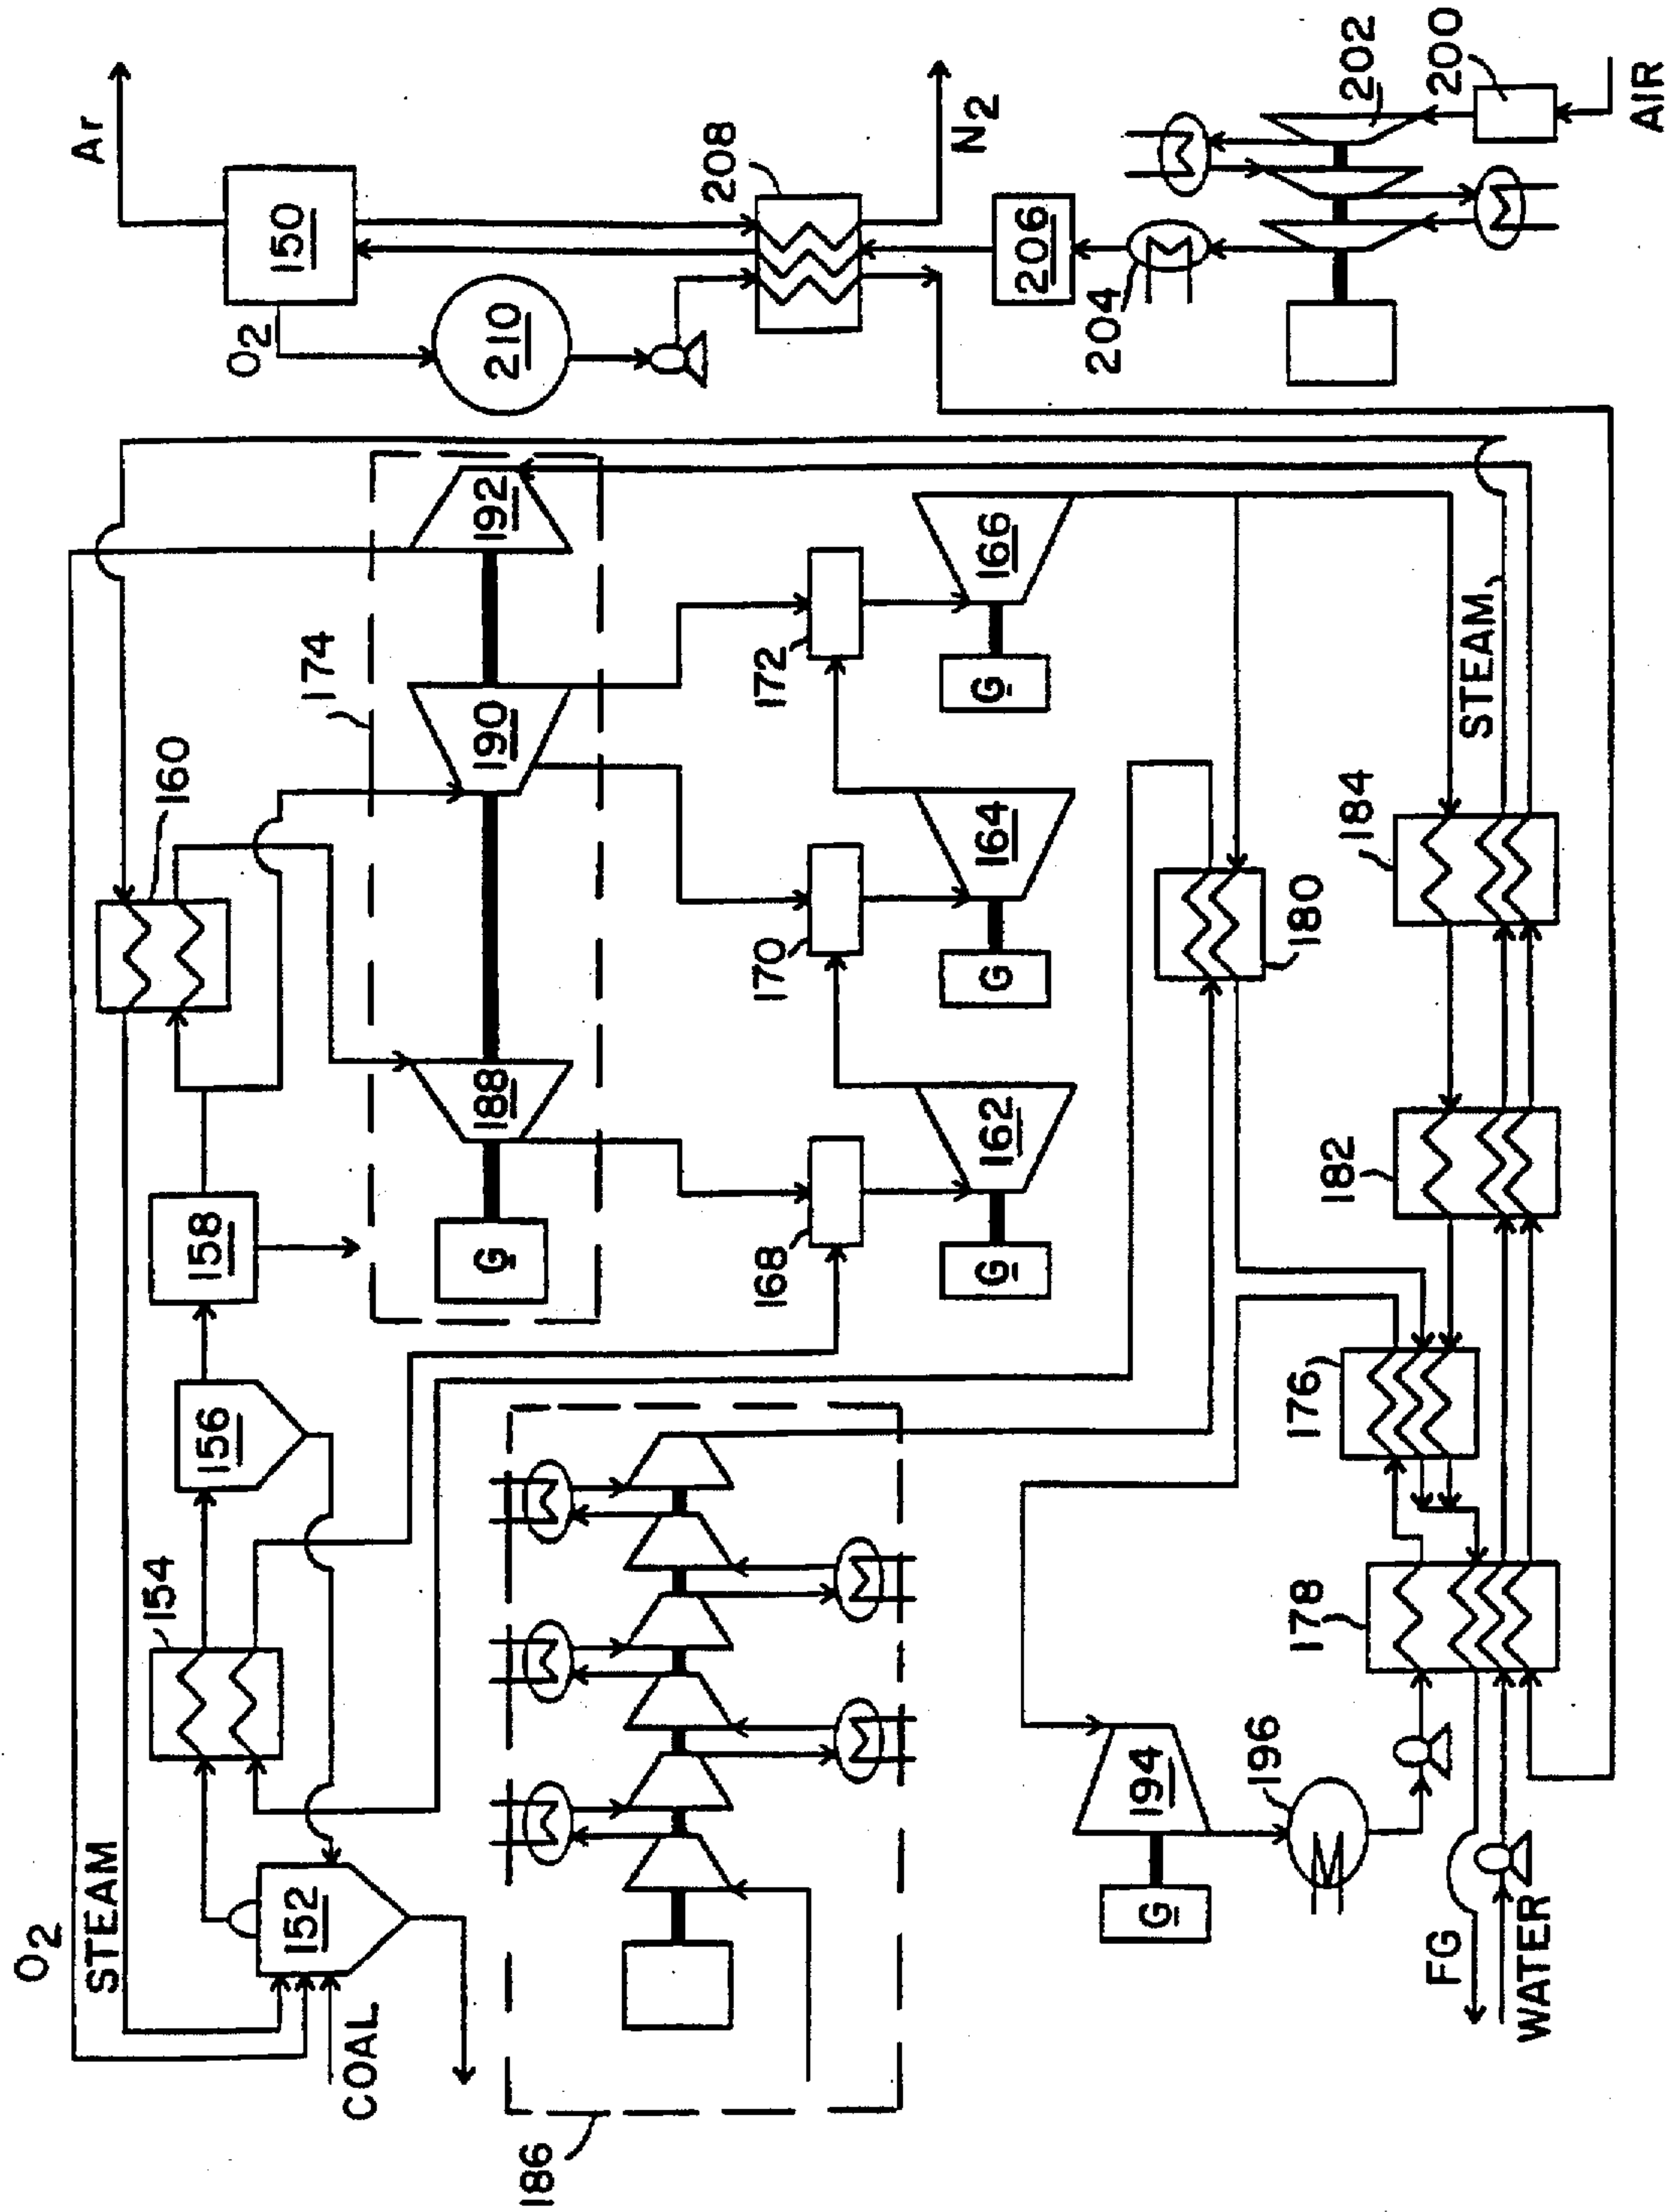 O2
STEAM
COAL
152
154
156
158
160
174
G
188
190
192
186
168
170
172
G
162
G
164
G
166
180
G
194
196
FG
WATER
178
176
182
184
STEAM
Ar
O2
150
210
208
N2
206
204
202
200
AIR